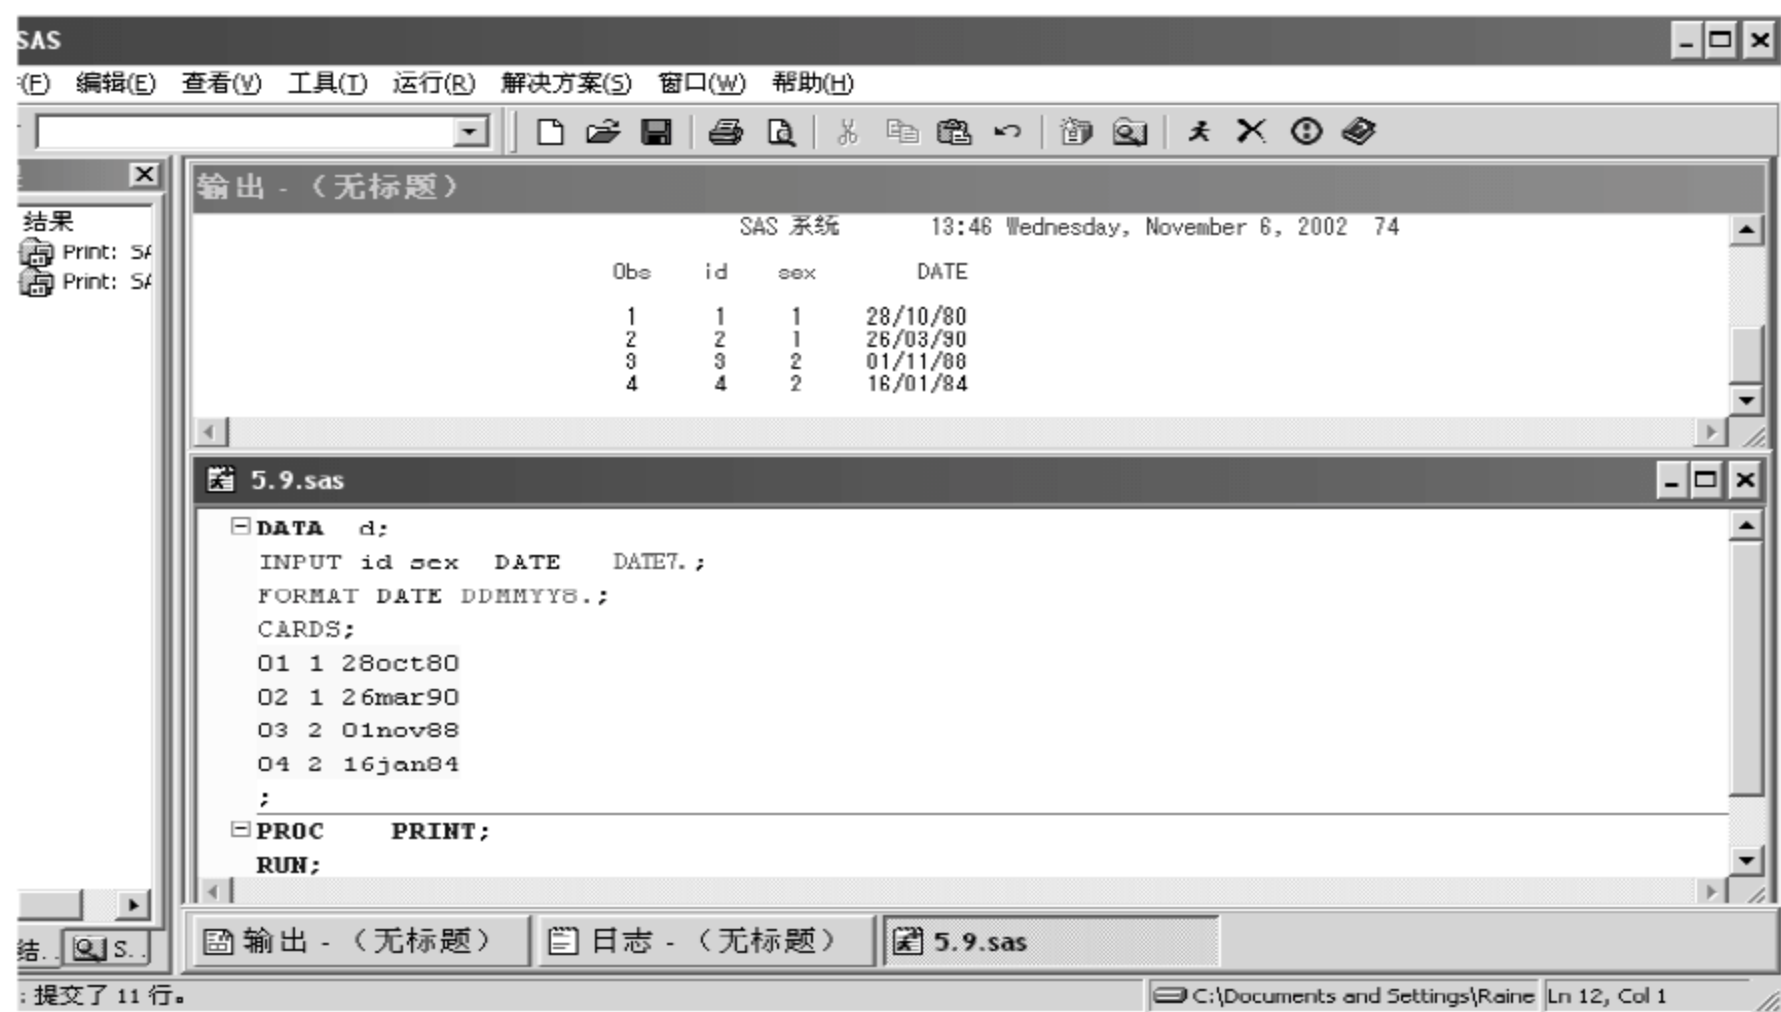 SAS
(F) 编辑(E) 查看(V) 工具(T) 运行(R) 解决方案(S) 窗口(W) 帮助(H)
输出 - （无标题）
结果
Print: SA
Print: SA
SAS 系统 13:46 Wednesday, November 6, 2002 74
Obs id sex DATE
1 1 1 28/10/80
2 2 1 26/03/90
3 3 2 01/11/88
4 4 2 16/01/84
5.9.sas
DATA d;
INPUT id sex DATE DATE7.;
FORMAT DATE DDMMYY8.;
CARDS;
01 1 28oct80
02 1 26mar90
03 2 01nov88
04 2 16jan84
;
PROC PRINT;
RUN;
结.. S..
输出 - （无标题） 日志 - （无标题） 5.9.sas
: 提交了 11 行。 C:\Documents and Settings\Raine Ln 12, Col 1